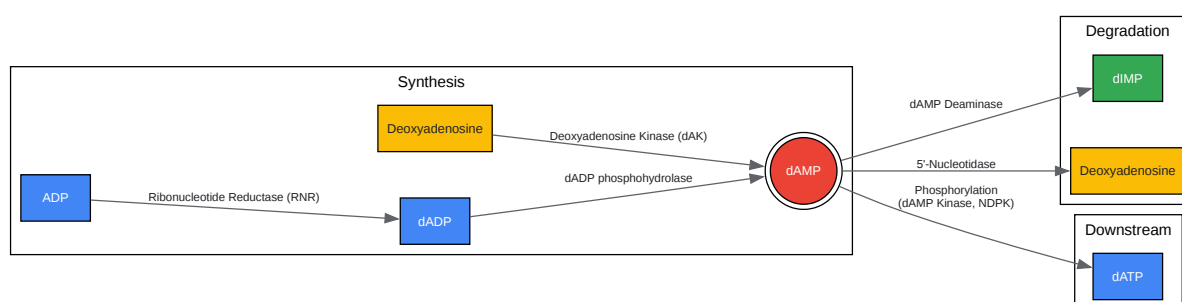 Synthesis
Deoxyadenosine
Deoxyadenosine Kinase (dAK)
ADP
Ribonucleotide Reductase (RNR)
dADP
dADP phosphohydrolase
dAMP
dAMP Deaminase
5'-Nucleotidase
Phosphorylation
(dAMP Kinase, NDPK)
Degradation
dIMP
Deoxyadenosine
Downstream
dATP